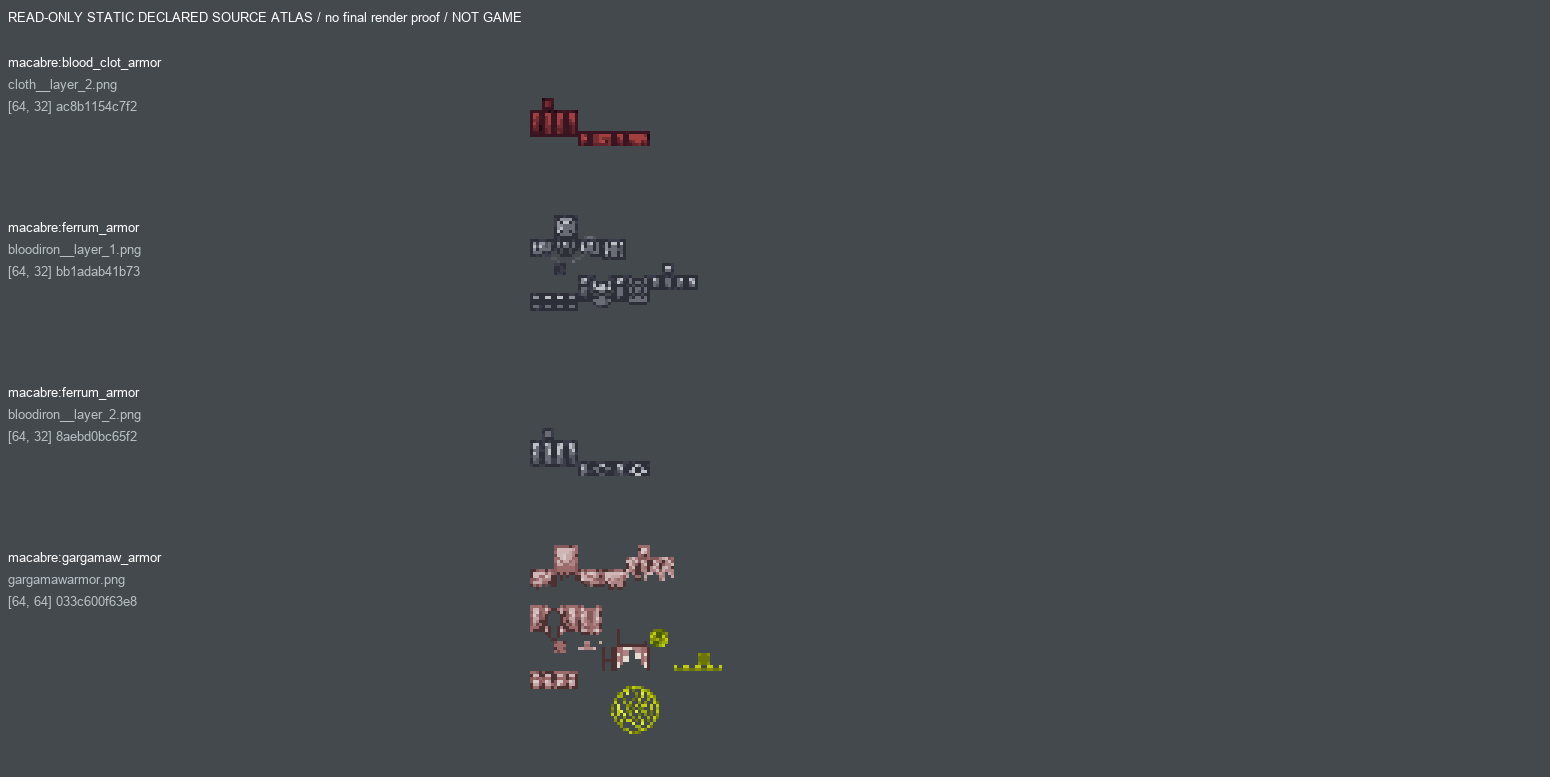 READ-ONLY STATIC DECLARED SOURCE ATLAS / no final render proof / NOT GAME
macabre:blood_clot_armor
cloth__layer_2.png
[64, 32] ac8b1154c7f2
macabre:ferrum_armor
bloodiron__layer_1.png
[64, 32] bb1adab41b73
macabre:ferrum_armor
bloodiron__layer_2.png
[64, 32] 8aebd0bc65f2
macabre:gargamaw_armor
gargamawarmor.png
[64, 64] 033c600f63e8